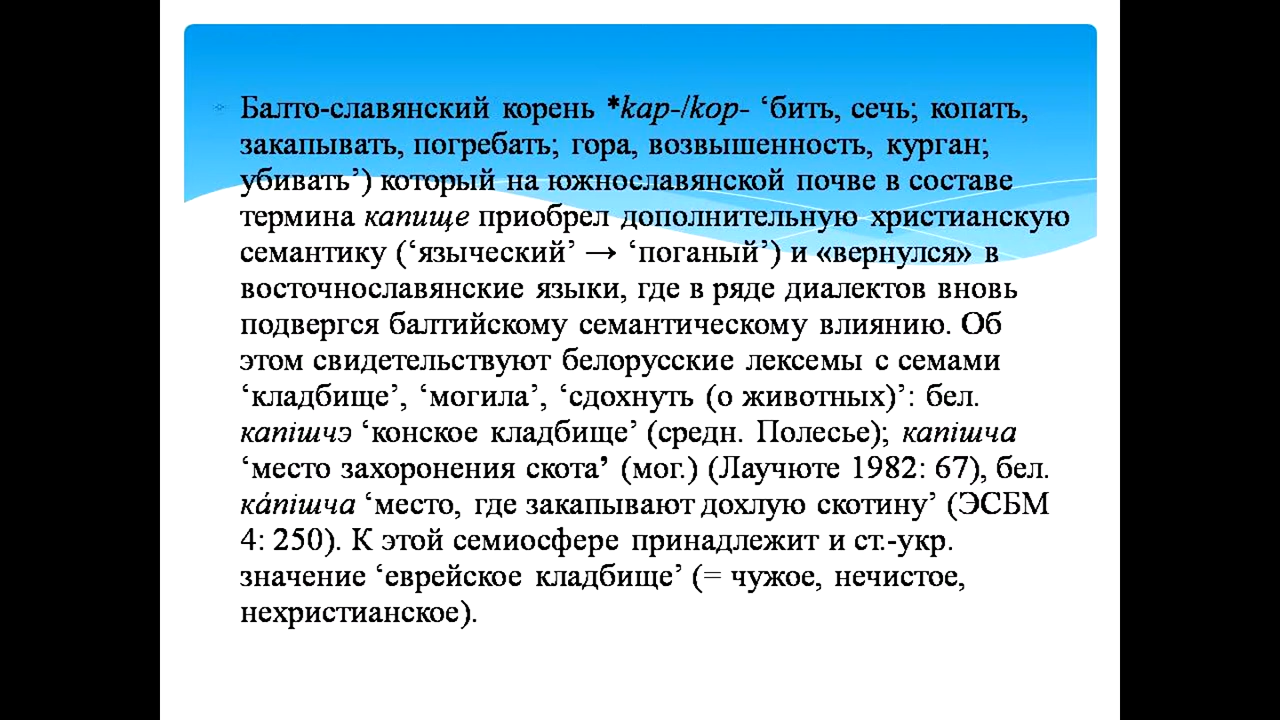 Балто-славянский корень *kap-/kop- ‘бить, сечь; копать,
закапывать, погребать; гора, возвышенность, курган;
убивать’) который на южнославянской почве в составе
термина капище приобрел дополнительную христианскую
семантику (‘языческий’ → ‘поганый’) и «вернулся» в
восточнославянские языки, где в ряде диалектов вновь
подвергся балтийскому семантическому влиянию. Об
этом свидетельствуют белорусские лексемы с семами
‘кладбище’, ‘могила’, ‘сдохнуть (о животных)’: бел.
капішчэ ‘конское кладбище’ (средн. Полесье); капішча
‘место захоронения скота’ (мог.) (Лаучюте 1982: 67), бел.
ка́пішча ‘место, где закапывают дохлую скотину’ (ЭСБМ
4: 250). К этой семиосфере принадлежит и ст.-укр.
значение ‘еврейское кладбище’ (= чужое, нечистое,
нехристианское).